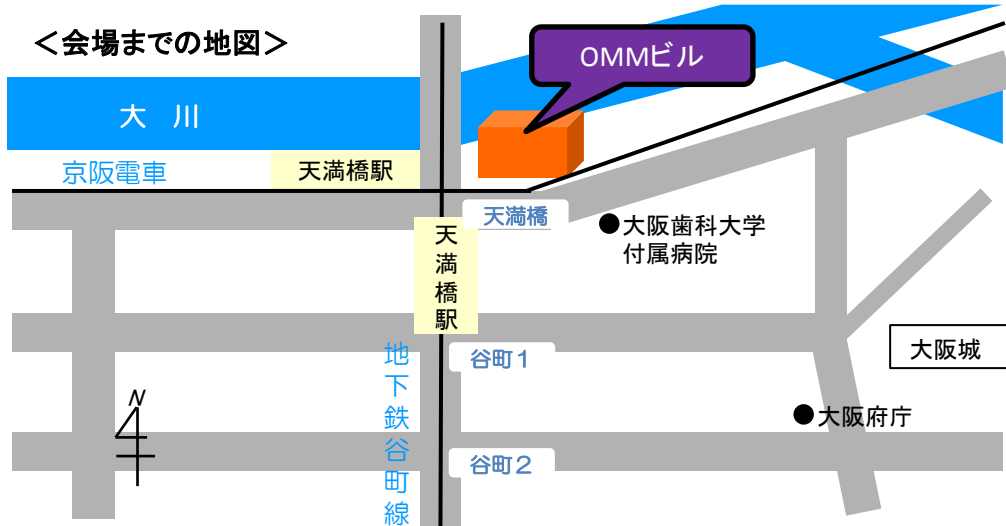 ＜会場までの地図＞
OMMビル
大　川
京阪電車
天満橋駅
天満橋
大阪歯科大学
付属病院
天満橋駅
地下鉄谷町線
谷町１
大阪城
N
大阪府庁
谷町２